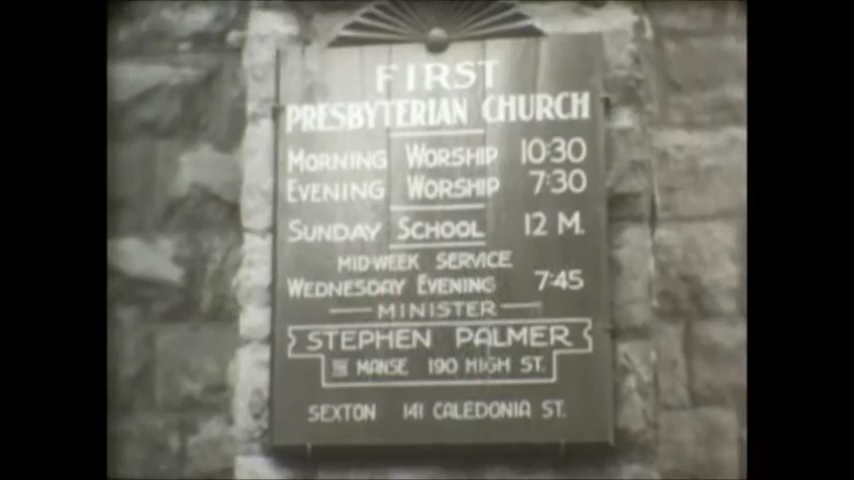 FIRST
PRESBYTERIAN CHURCH
MORNING WORSHIP 10:30
EVENING WORSHIP 7:30
SUNDAY SCHOOL 12 M.
MIDWEEK SERVICE
WEDNESDAY EVENING 7:45
MINISTER
STEPHEN PALMER
THE MANSE 190 HIGH ST.
SEXTON 141 CALEDONIA ST.